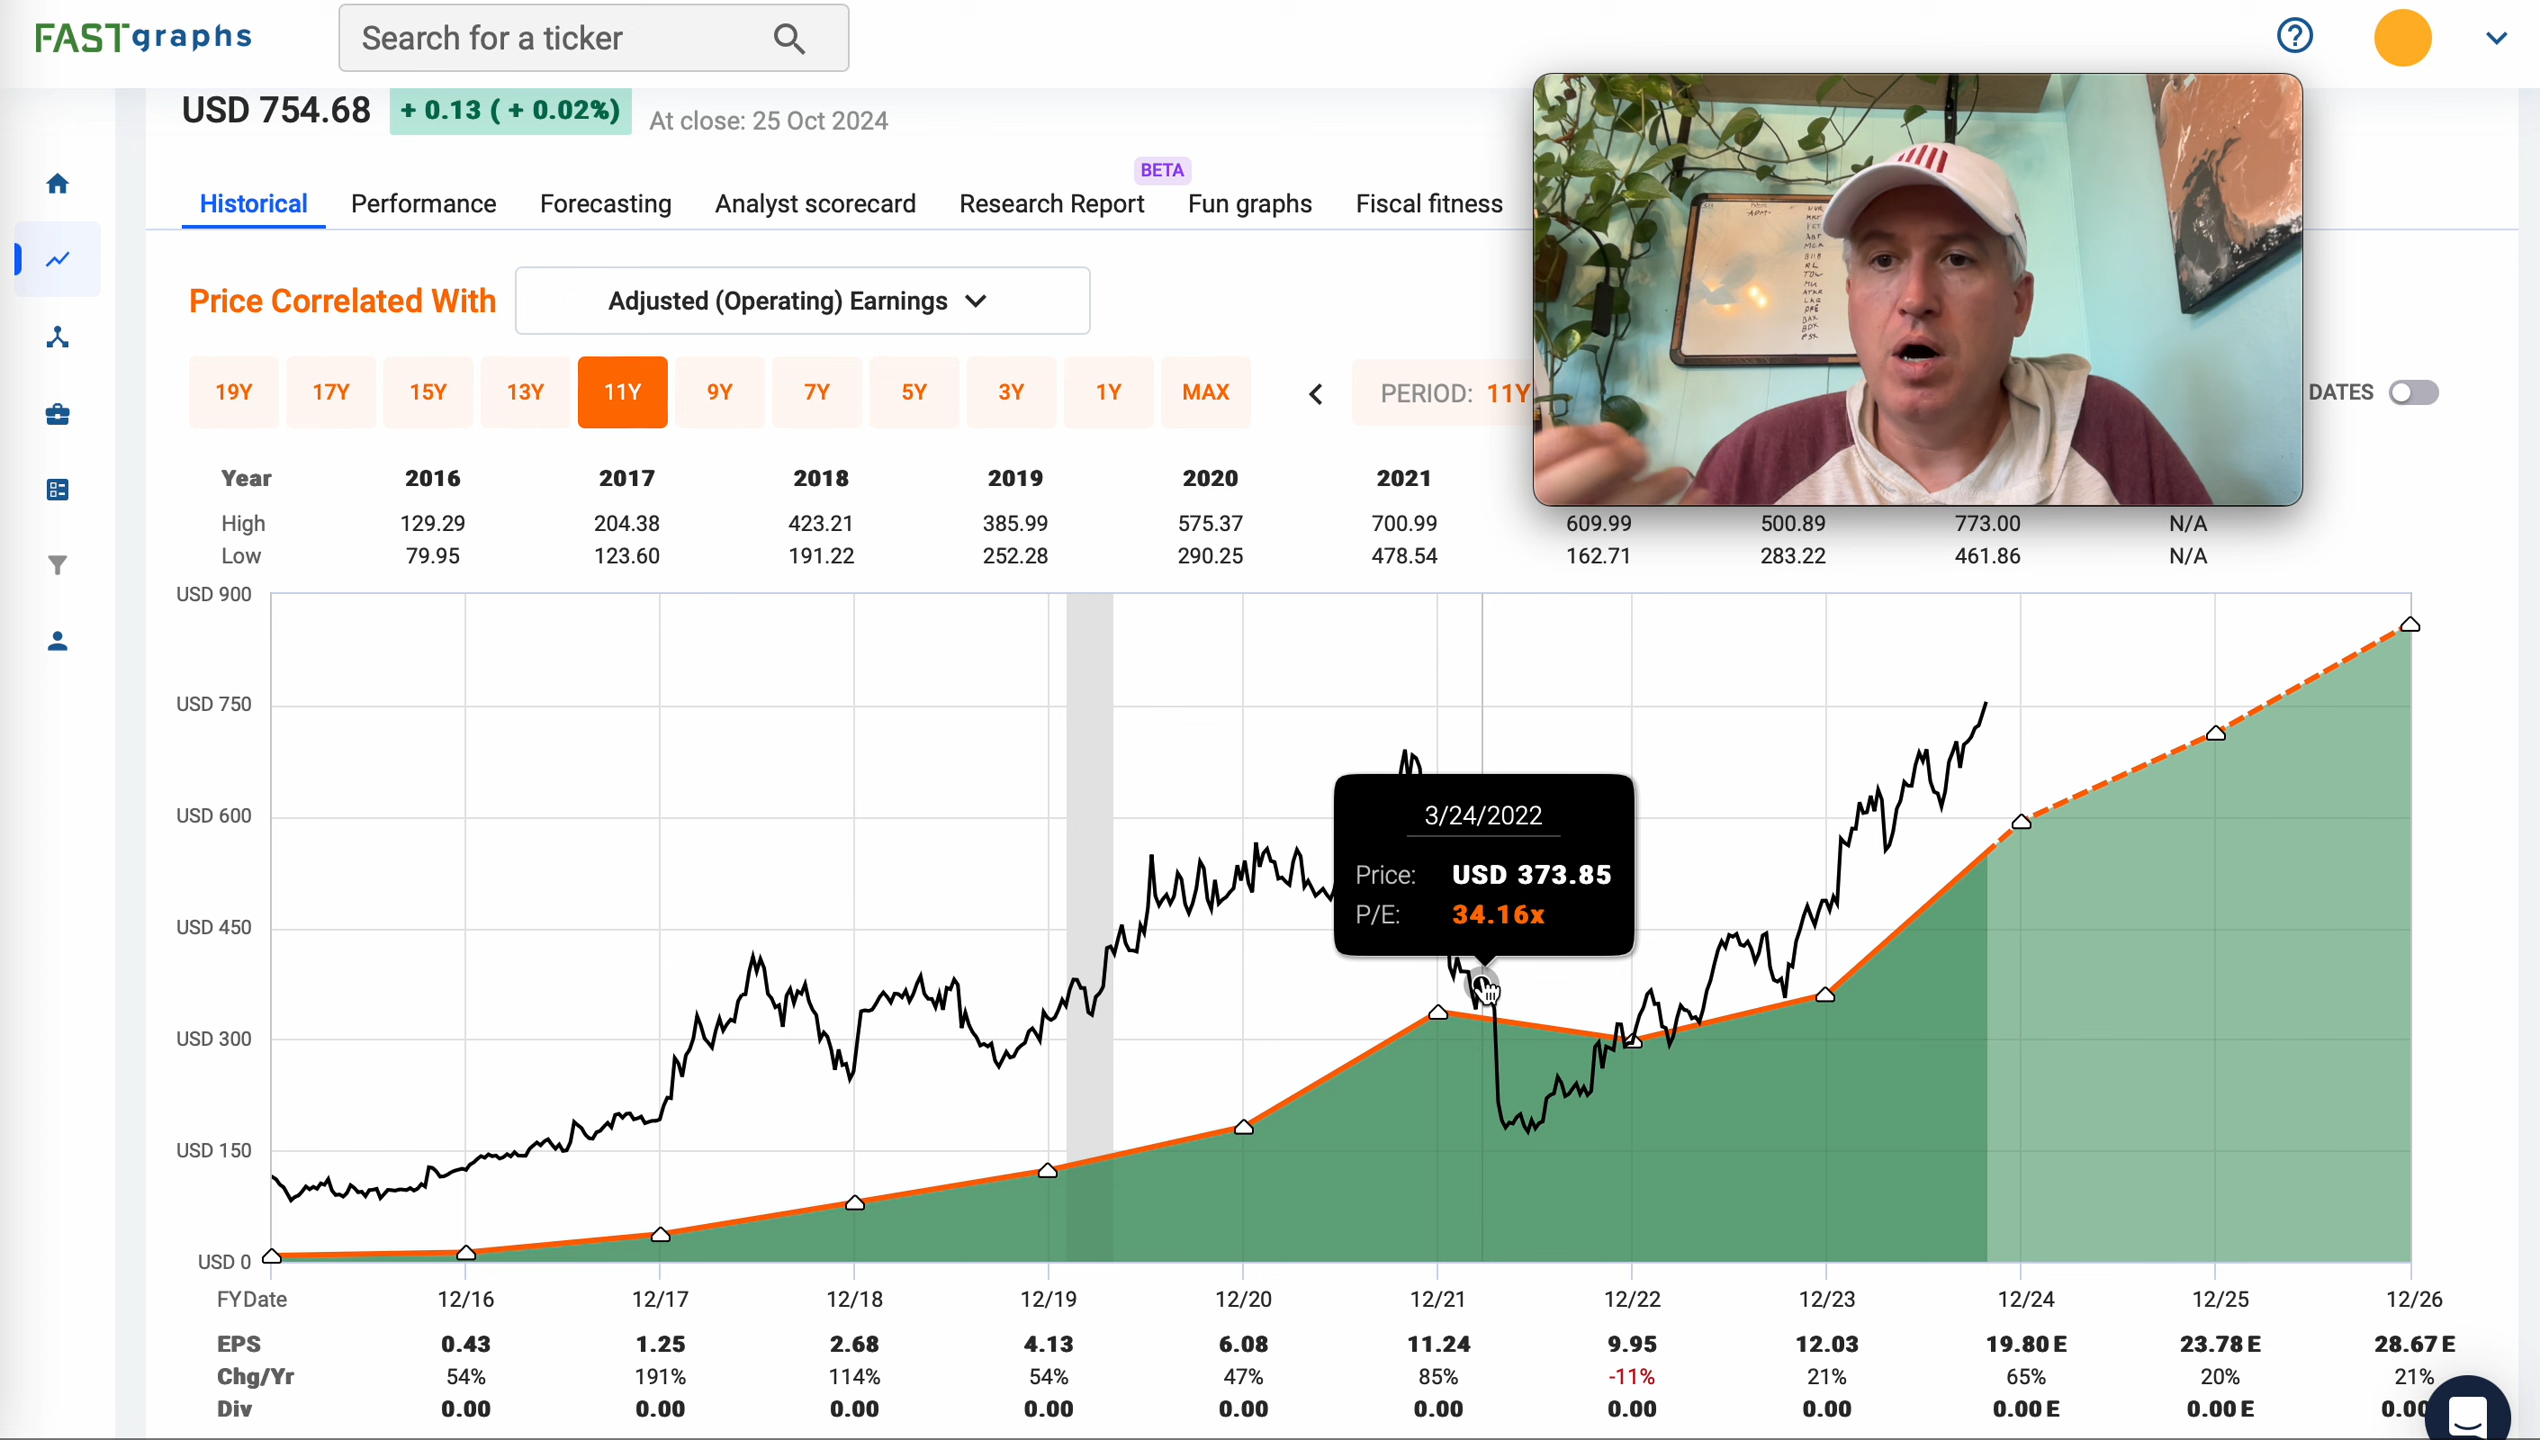 FASTgraphs
Search for a ticker
USD 754.68 + 0.13 ( + 0.02%) At close: 25 Oct 2024
BETA
Historical Performance Forecasting Analyst scorecard Research Report Fun graphs Fiscal fitness
Price Correlated With Adjusted (Operating) Earnings
19Y 17Y 15Y 13Y 11Y 9Y 7Y 5Y 3Y 1Y MAX PERIOD: 11Y DATES
Year 2016 2017 2018 2019 2020 2021
High 129.29 204.38 423.21 385.99 575.37 700.99 609.99 500.89 773.00 N/A
Low 79.95 123.60 191.22 252.28 290.25 478.54 162.71 283.22 461.86 N/A
USD 900
USD 750
USD 600
USD 450
USD 300
USD 150
USD 0
3/24/2022
Price: USD 373.85
P/E: 34.16x
FYDate 12/16 12/17 12/18 12/19 12/20 12/21 12/22 12/23 12/24 12/25 12/26
EPS 0.43 1.25 2.68 4.13 6.08 11.24 9.95 12.03 19.80E 23.78E 28.67E
Chg/Yr 54% 191% 114% 54% 47% 85% -11% 21% 65% 20% 21%
Div 0.00 0.00 0.00 0.00 0.00 0.00 0.00 0.00 0.00E 0.00E 0.00